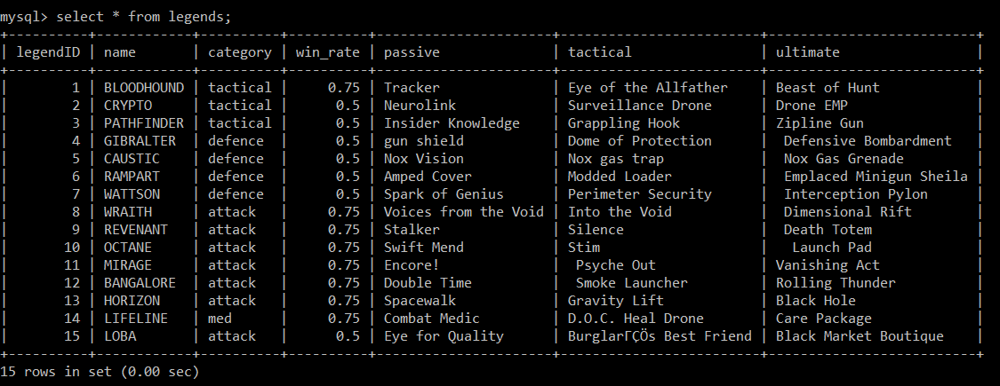 mysql> select * from legends;
+----------+------------+----------+----------+----------------------+------------------------+--------------------------+
| legendID | name       | category | win_rate | passive              | tactical               | ultimate                 |
+----------+------------+----------+----------+----------------------+------------------------+--------------------------+
|        1 | BLOODHOUND | tactical |     0.75 | Tracker              | Eye of the Allfather   | Beast of Hunt            |
|        2 | CRYPTO     | tactical |      0.5 | Neurolink            | Surveillance Drone     | Drone EMP                |
|        3 | PATHFINDER | tactical |      0.5 | Insider Knowledge    | Grappling Hook         | Zipline Gun              |
|        4 | GIBRALTER  | defence  |      0.5 | gun shield           | Dome of Protection     |  Defensive Bombardment   |
|        5 | CAUSTIC    | defence  |      0.5 | Nox Vision           | Nox gas trap           |  Nox Gas Grenade         |
|        6 | RAMPART    | defence  |      0.5 | Amped Cover          | Modded Loader          |  Emplaced Minigun Sheila |
|        7 | WATTSON    | defence  |      0.5 | Spark of Genius      | Perimeter Security     |  Interception Pylon      |
|        8 | WRAITH     | attack   |     0.75 | Voices from the Void | Into the Void          |  Dimensional Rift        |
|        9 | REVENANT   | attack   |     0.75 | Stalker              | Silence                |  Death Totem             |
|       10 | OCTANE     | attack   |     0.75 | Swift Mend           | Stim                   |   Launch Pad             |
|       11 | MIRAGE     | attack   |     0.75 | Encore!              |  Psyche Out            | Vanishing Act            |
|       12 | BANGALORE  | attack   |     0.75 | Double Time          |  Smoke Launcher        | Rolling Thunder          |
|       13 | HORIZON    | attack   |     0.75 | Spacewalk            | Gravity Lift           | Black Hole               |
|       14 | LIFELINE   | med      |     0.75 | Combat Medic         | D.O.C. Heal Drone      | Care Package             |
|       15 | LOBA       | attack   |      0.5 | Eye for Quality      | BurglarΓÇÖs Best Friend | Black Market Boutique    |
+----------+------------+----------+----------+----------------------+------------------------+--------------------------+
15 rows in set (0.00 sec)